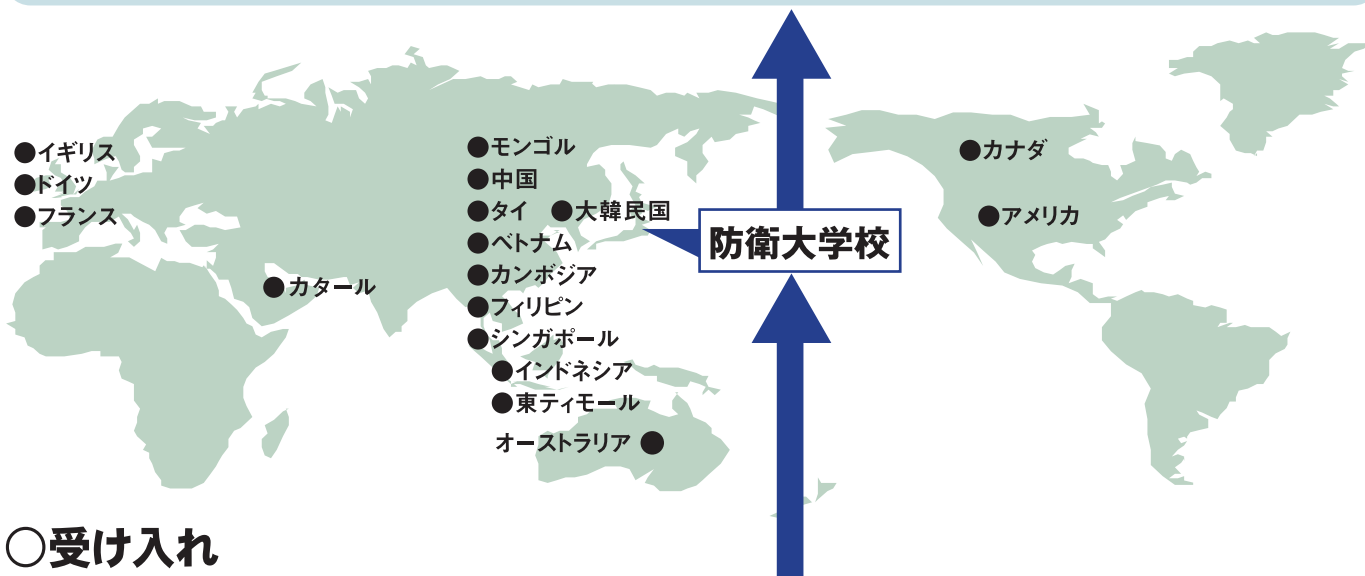 ●イギリス
●ドイツ
●フランス
●カタール
●モンゴル
●中国
●タイ
●大韓民国
●ベトナム
●カンボジア
●フィリピン
●シンガポール
●インドネシア
●東ティモール
オーストラリア●
防衛大学校
●カナダ
●アメリカ
○受け入れ